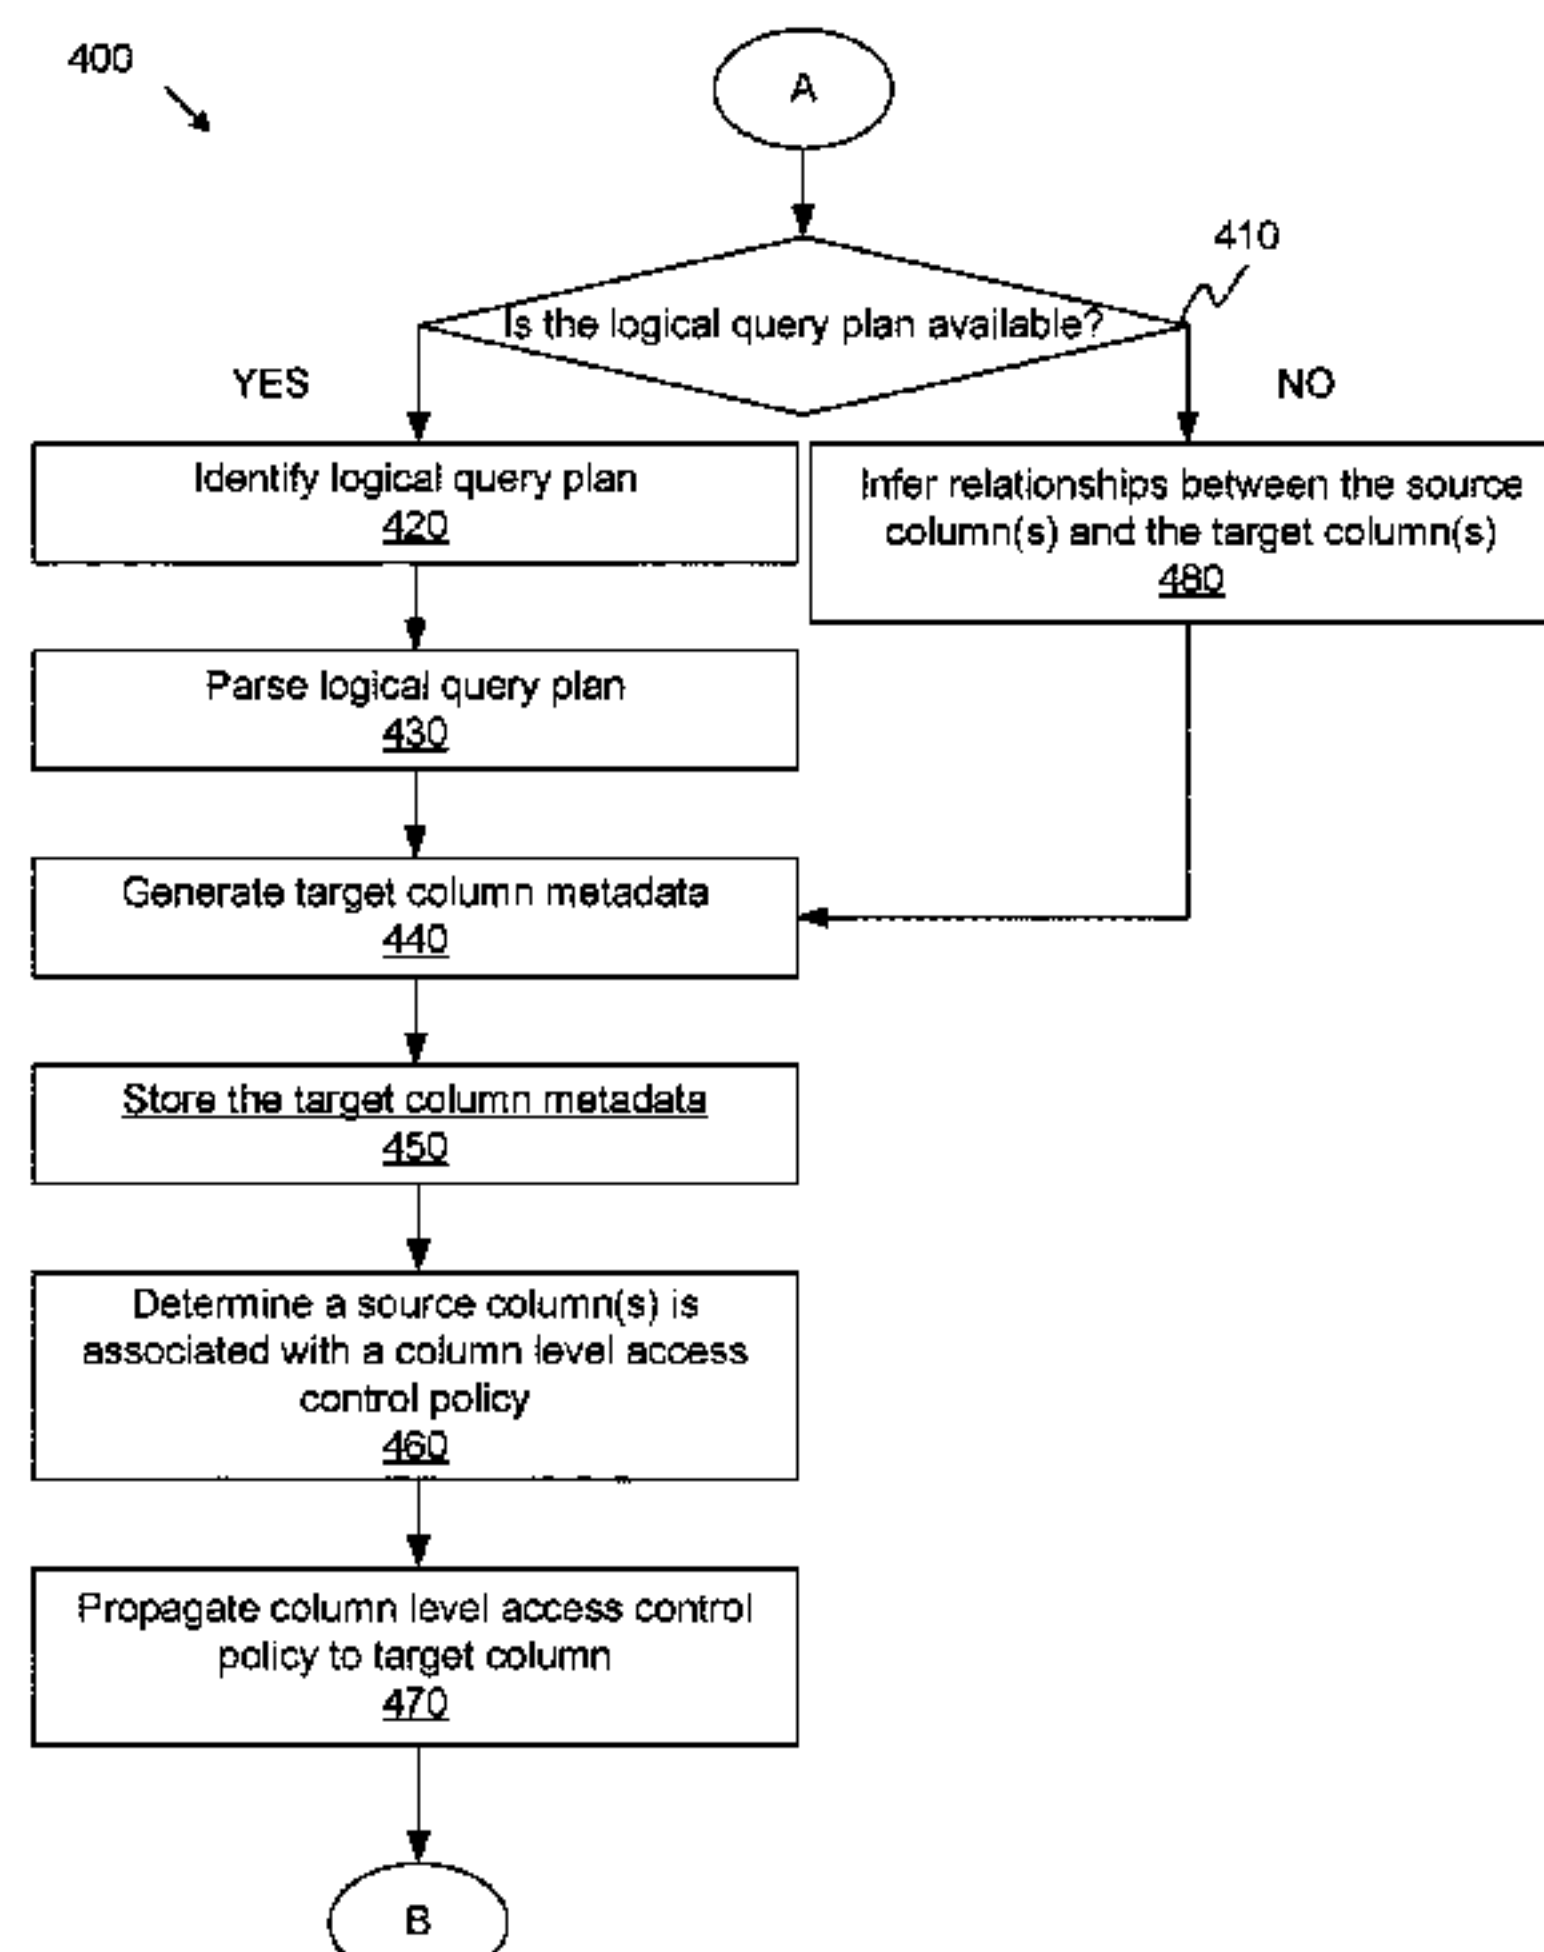 400
A
410
Is the logical query plan available?
YES
NO
Identify logical query plan
420
Infer relationships between the source
column(s) and the target column(s)
480
Parse logical query plan
430
Generate target column metadata
440
Store the target column metadata
450
Determine a source column(s) is
associated with a column level access
control policy
460
Propagate column level access control
policy to target column
470
B